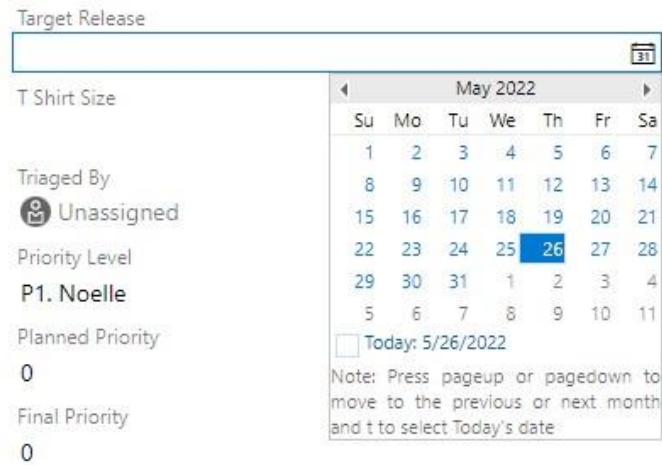 Target Release
31
T Shirt Size
Triaged By
Unassigned
Priority Level
P1. Noelle
Planned Priority
0
Final Priority
0
May 2022
Su Mo Tu We Th Fr Sa
1 2 3 4 5 6 7
8 9 10 11 12 13 14
15 16 17 18 19 20 21
22 23 24 25 26 27 28
29 30 31 1 2 3 4
5 6 7 8 9 10 11
Today: 5/26/2022
Note: Press pageup or pagedown to
move to the previous or next month
and t to select Today's date